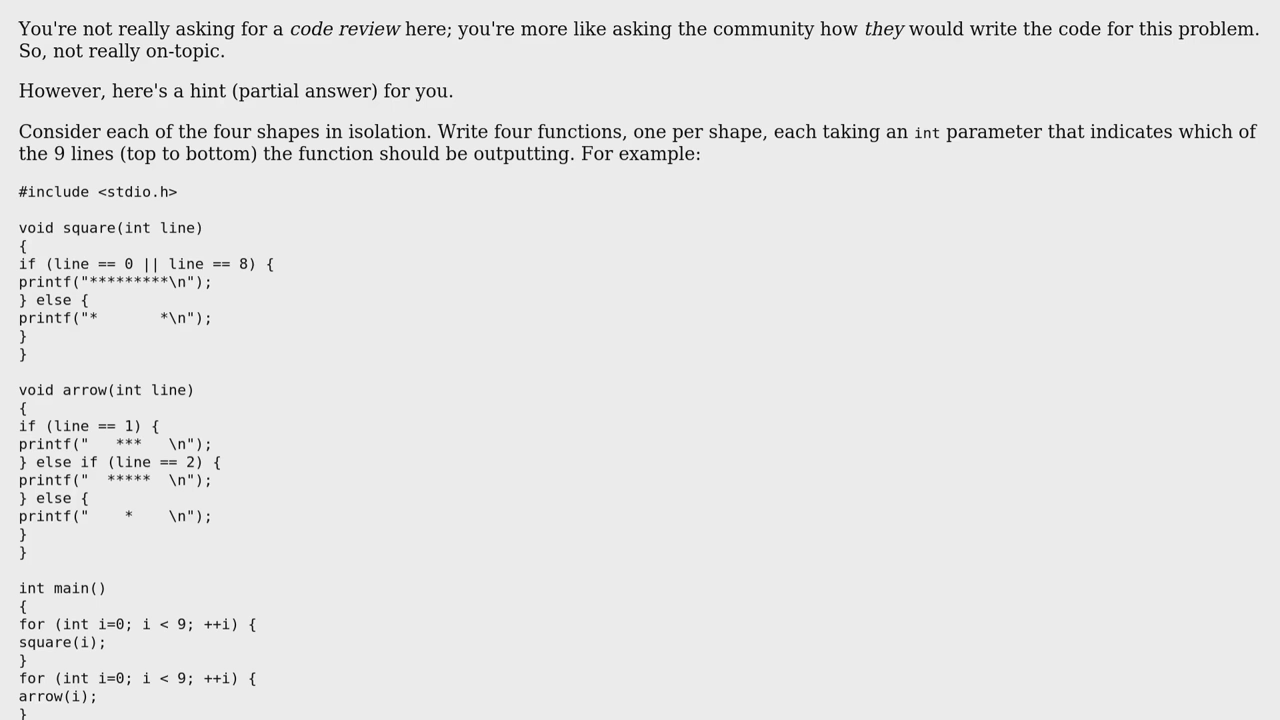 You're not really asking for a code review here; you're more like asking the community how they would write the code for this problem.
So, not really on-topic.
However, here's a hint (partial answer) for you.
Consider each of the four shapes in isolation. Write four functions, one per shape, each taking an int parameter that indicates which of
the 9 lines (top to bottom) the function should be outputting. For example:
#include <stdio.h>
void square(int line)
{
if (line == 0 || line == 8) {
printf("*********\n");
} else {
printf("*       *\n");
}
}
void arrow(int line)
{
if (line == 1) {
printf("   ***   \n");
} else if (line == 2) {
printf("  *****  \n");
} else {
printf("    *    \n");
}
}
int main()
{
for (int i=0; i < 9; ++i) {
square(i);
}
for (int i=0; i < 9; ++i) {
arrow(i);
}